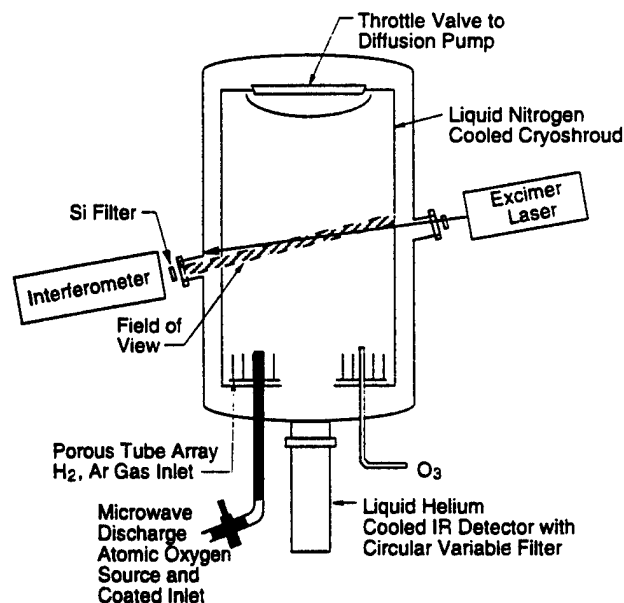 Throttle Valve to
Diffusion Pump
Liquid Nitrogen
Cooled Cryoshroud
Si Filter
Excimer
Laser
Interferometer
Field of
View
Porous Tube Array
H₂, Ar Gas Inlet
O₃
Microwave
Discharge
Atomic Oxygen
Source and
Coated Inlet
Liquid Helium
Cooled IR Detector with
Circular Variable Filter